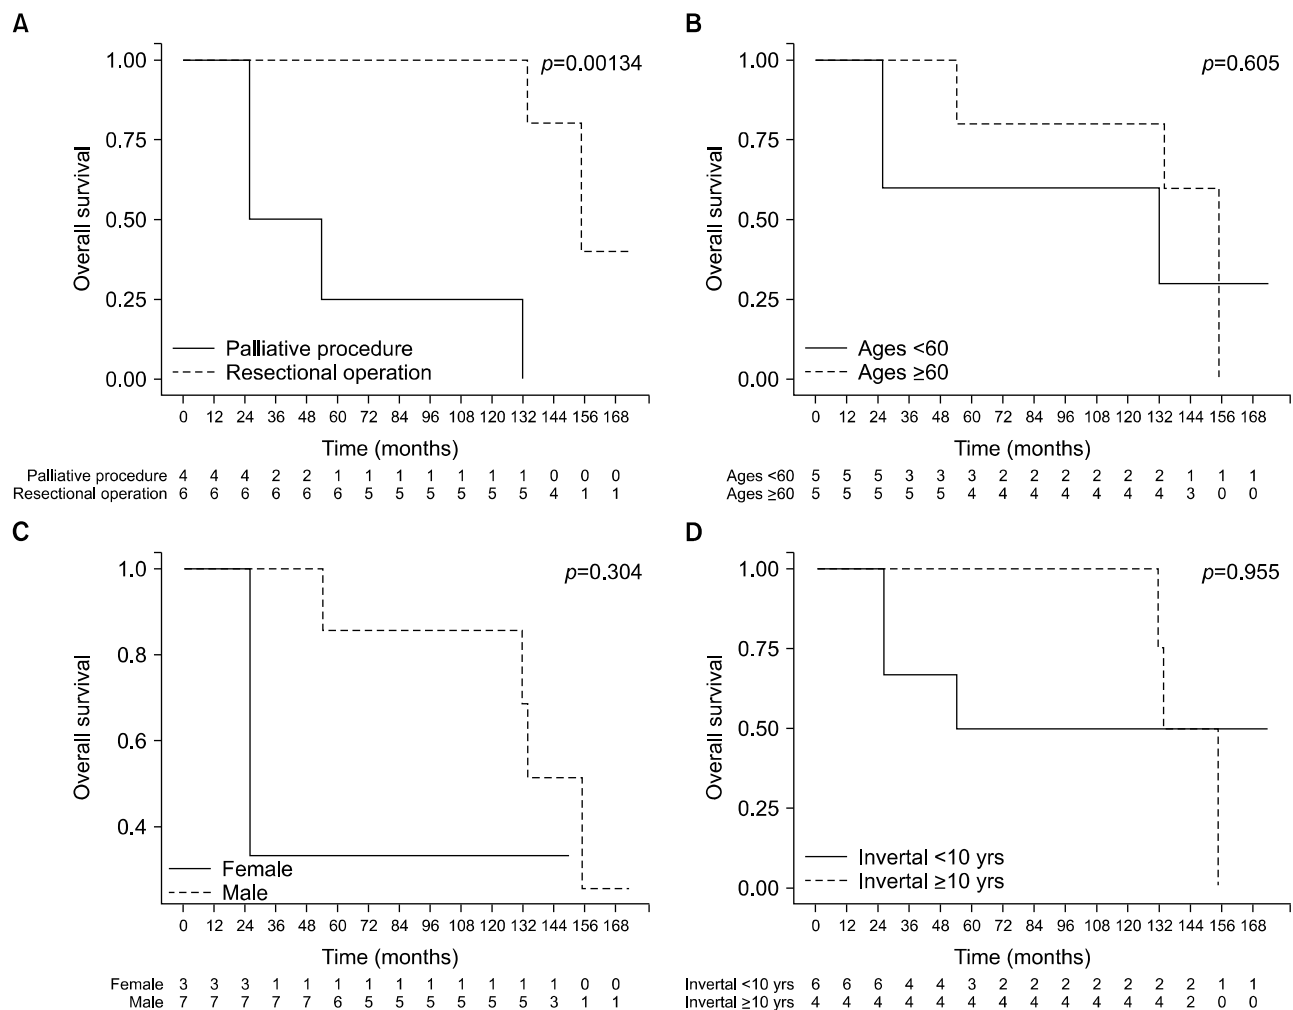 A
p=0.00134
1.00
0.75
0.50
0.25
0.00
Overall survival
Palliative procedure
Resectional operation
0 12 24 36 48 60 72 84 96 108 120 132 144 156 168
Time (months)
Palliative procedure 4 4 4 2 2 1 1 1 1 1 1 1 0 0 0
Resectional operation 6 6 6 6 6 6 5 5 5 5 5 5 4 1 1
B
p=0.605
1.00
0.75
0.50
0.25
0.00
Overall survival
Ages <60
Ages ≥60
0 12 24 36 48 60 72 84 96 108 120 132 144 156 168
Time (months)
Ages <60 5 5 5 3 3 3 2 2 2 2 2 2 1 1 1
Ages ≥60 5 5 5 5 5 4 4 4 4 4 4 4 3 0 0
C
p=0.304
1.0
0.8
0.6
0.4
Overall survival
Female
Male
0 12 24 36 48 60 72 84 96 108 120 132 144 156 168
Time (months)
Female 3 3 3 1 1 1 1 1 1 1 1 1 1 0 0
Male 7 7 7 7 7 6 5 5 5 5 5 5 3 1 1
D
p=0.955
1.00
0.75
0.50
0.25
0.00
Overall survival
Invertal <10 yrs
Invertal ≥10 yrs
0 12 24 36 48 60 72 84 96 108 120 132 144 156 168
Time (months)
Invertal <10 yrs 6 6 6 4 4 3 2 2 2 2 2 2 2 1 1
Invertal ≥10 yrs 4 4 4 4 4 4 4 4 4 4 4 4 2 0 0